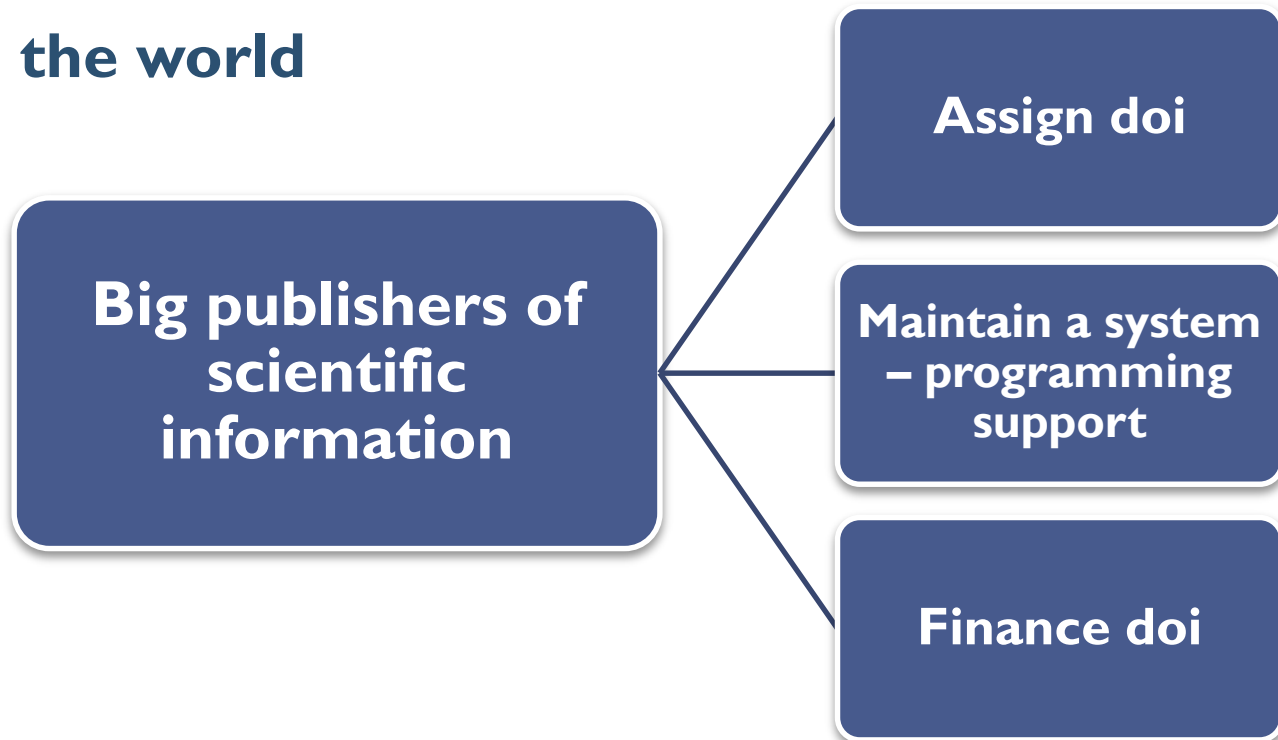 the world
Big publishers of
scientific
information
Assign doi
Maintain a system
– programming
support
Finance doi